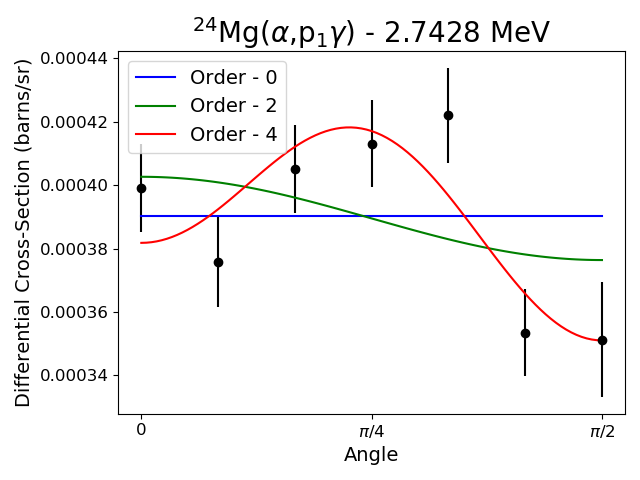 ²⁴Mg(α,p₁γ) - 2.7428 MeV
Differential Cross-Section (barns/sr)
0.00044
0.00042
0.00040
0.00038
0.00036
0.00034
Order - 0
Order - 2
Order - 4
0
π/4
π/2
Angle